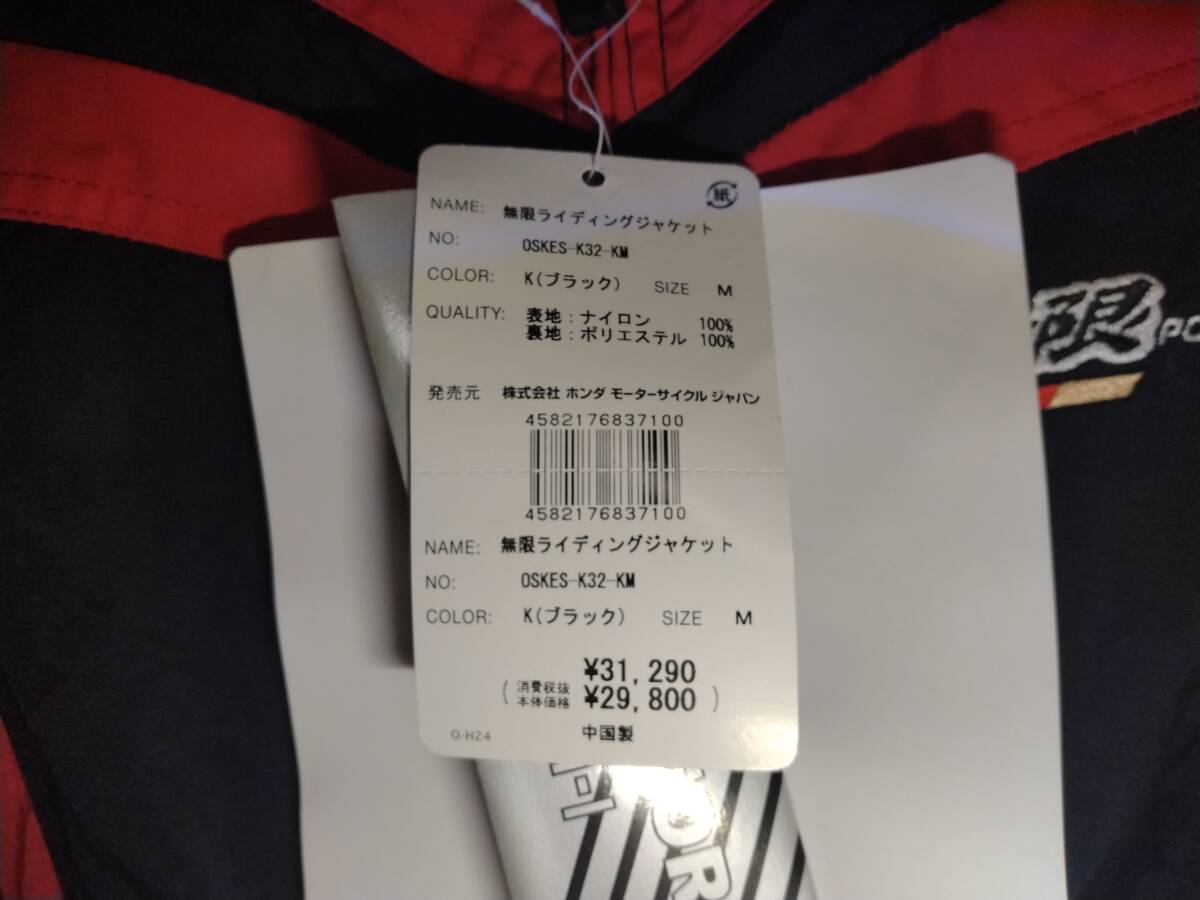 紙
NAME: 無限ライディングジャケット
NO: OSKES-K32-KM
COLOR: K(ブラック) SIZE M
QUALITY: 表地:ナイロン 100%
裏地:ポリエステル 100%
発売元 株式会社 ホンダ モーターサイクル ジャパン
4582176837100
4582176837100
NAME: 無限ライディングジャケット
NO: OSKES-K32-KM
COLOR: K(ブラック) SIZE M
¥31,290
(消費税抜本体価格 ¥29,800)
O-H24 中国製
限